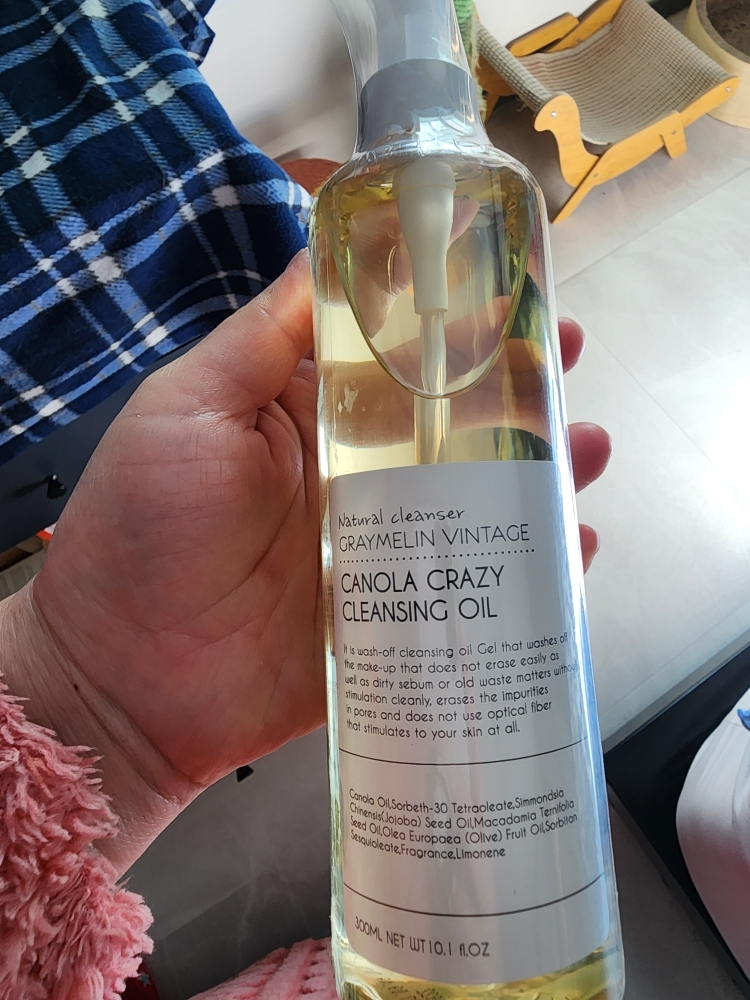 Natural cleanser
GRAYMELIN VINTAGE
CANOLA CRAZY
CLEANSING OIL
It is wash-off cleansing oil Gel that washes off
the make-up that does not erase easily as
well as dirty sebum or old waste matters without
stimulation cleanly, erases the impurities
in pores and does not use optical fiber
that stimulates to your skin at all.
Canola Oil,Sorbeth-30 Tetraoleate,Simmondsia
Chinensis(Jojoba) Seed Oil,Macadamia Ternifolia
Seed Oil,Olea Europaea (Olive) Fruit Oil,Sorbitan
Sesquioleate,Fragrance,Limonene
300ML NET WT10.1 fl.OZ